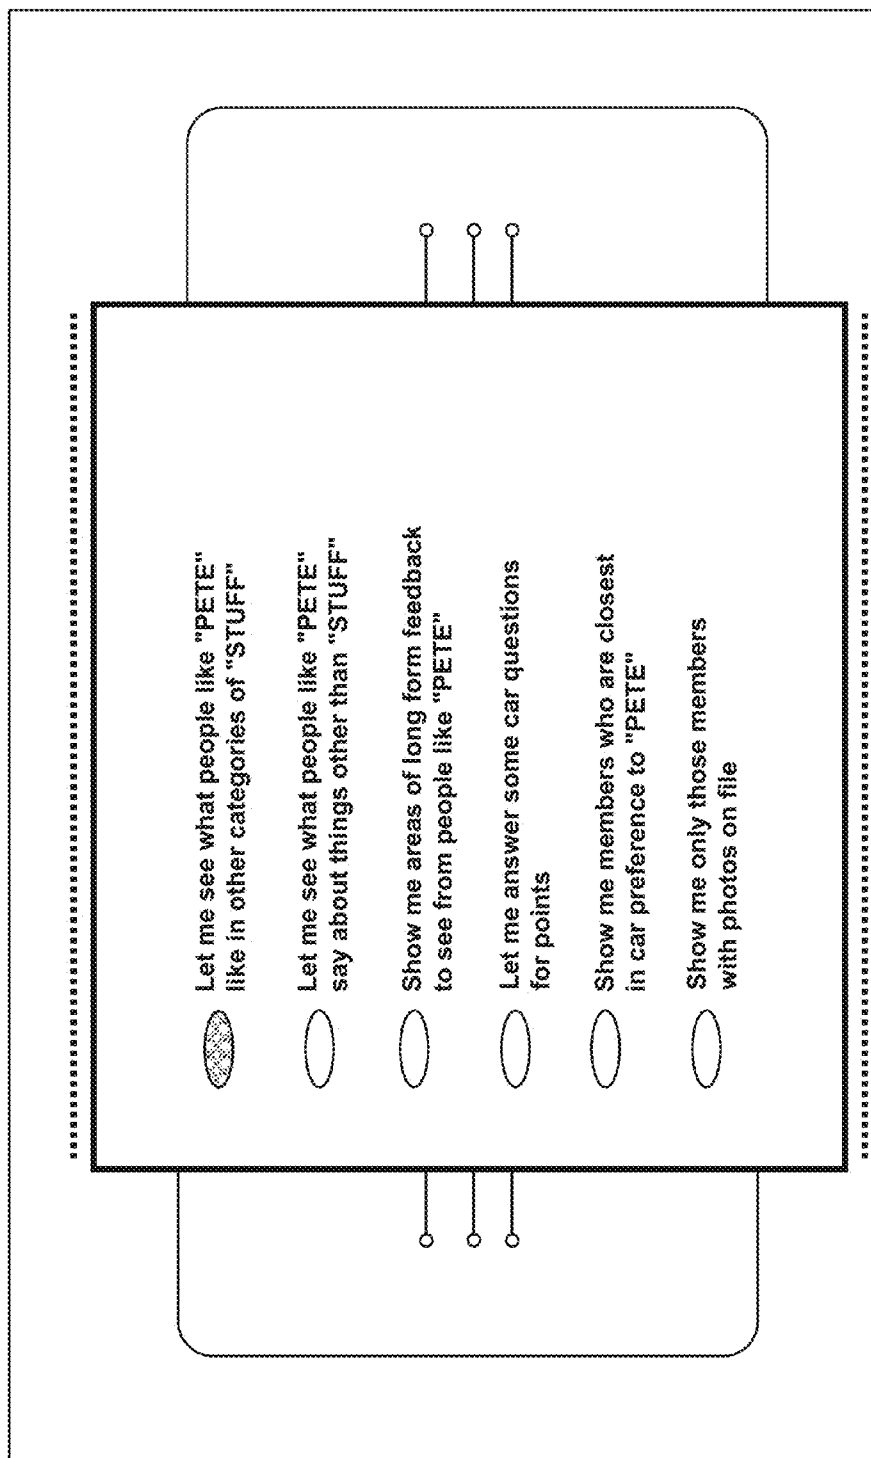 Let me see what people like "PETE"
like in other categories of "STUFF"
Let me see what people like "PETE"
say about things other than "STUFF"
Show me areas of long form feedback
to see from people like "PETE"
Let me answer some car questions
for points
Show me members who are closest
in car preference to "PETE"
Show me only those members
with photos on file